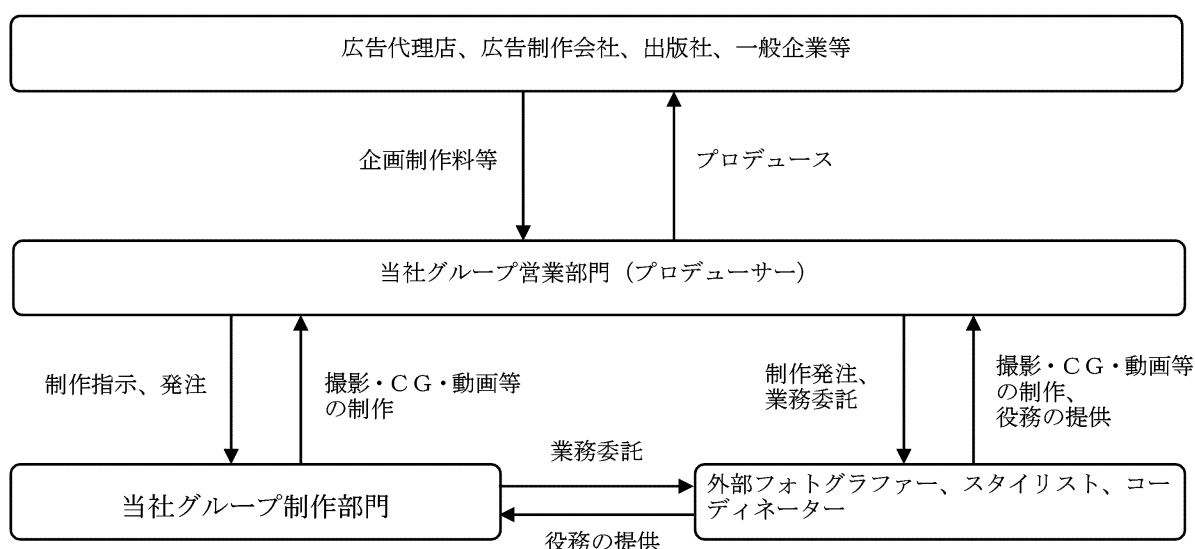 広告代理店、広告制作会社、出版社、一般企業等
企画制作料等
プロデュース
当社グループ営業部門（プロデューサー）
制作指示、発注
撮影・ＣＧ・動画等
の制作
制作発注、
業務委託
撮影・ＣＧ・動画等
の制作、
役務の提供
業務委託
当社グループ制作部門
外部フォトグラファー、スタイリスト、コー
ディネーター
役務の提供